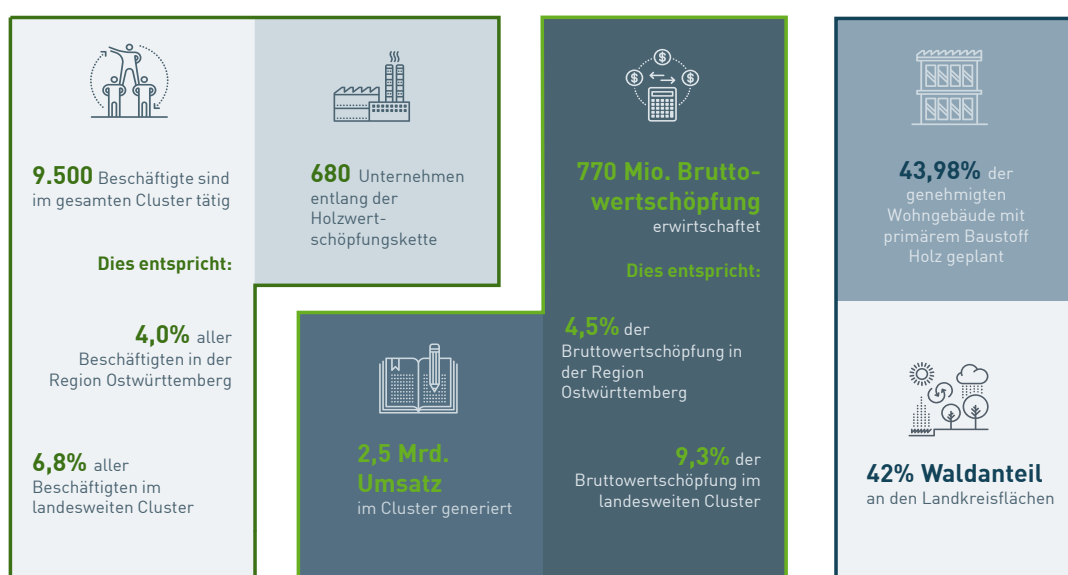 9.500 Beschäftigte sind
im gesamten Cluster tätig
Dies entspricht:
4,0% aller
Beschäftigten in der
Region Ostwürttemberg
6,8% aller
Beschäftigten im
landesweiten Cluster
680 Unternehmen
entlang der
Holzwert-
schöpfungskette
2,5 Mrd.
Umsatz
im Cluster generiert
770 Mio. Brutto-
wertschöpfung
erwirtschaftet
Dies entspricht:
4,5% der
Bruttowertschöpfung in
der Region
Ostwürttemberg
9,3% der
Bruttowertschöpfung im
landesweiten Cluster
43,98% der
genehmigten
Wohngebäude mit
primärem Baustoff
Holz geplant
42% Waldanteil
an den Landkreisflächen